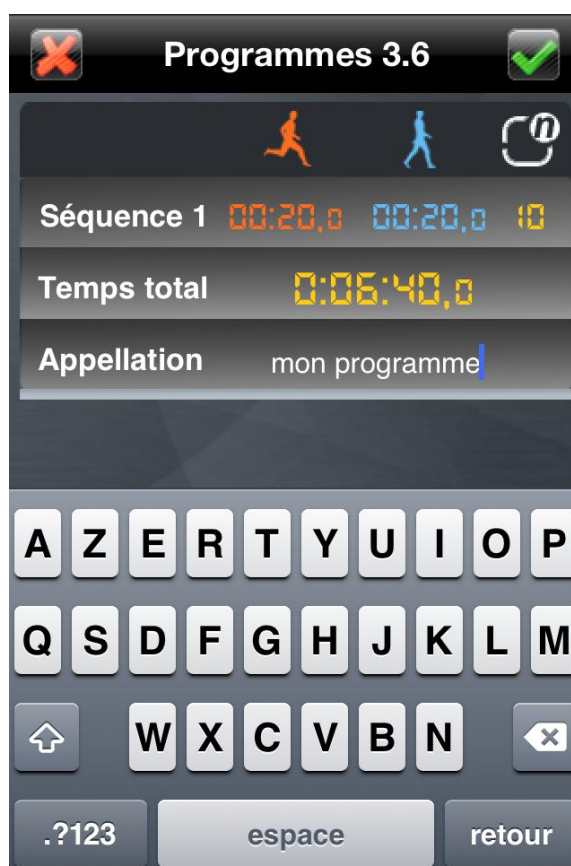 Programmes 3.6
n
Séquence 1 00:20,0 00:20,0 10
Temps total 0:06:40,0
Appellation mon programme
A Z E R T Y U I O P
Q S D F G H J K L M
W X C V B N
.?123 espace retour